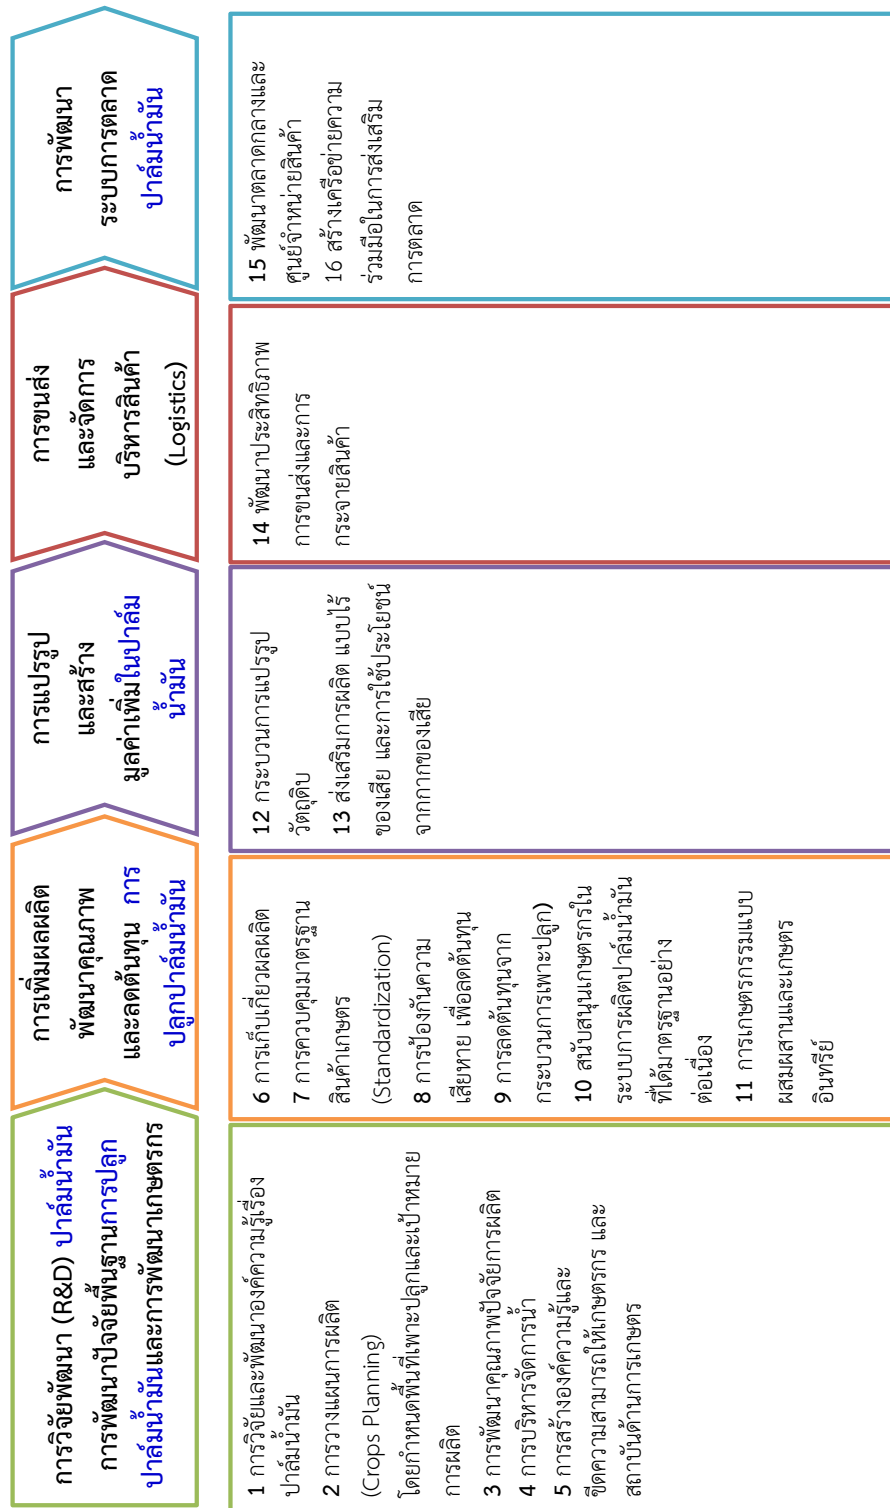 การวิจัยพัฒนา (R&D) ปาล์มน้ำมัน
การพัฒนาปัจจัยพื้นฐานการปลูก
ปาล์มน้ำมันและการพัฒนาเกษตรกร
1 การวิจัยและพัฒนาองค์ความรู้เรื่อง
ปาล์มน้ำมัน
2 การวางแผนการผลิต
(Crops Planning)
โดยกำหนดพื้นที่เพาะปลูกและเป้าหมาย
การผลิต
3 การพัฒนาคุณภาพปัจจัยการผลิต
4 การบริหารจัดการน้ำ
5 การสร้างองค์ความรู้และ
ขีดความสามารถให้เกษตรกร และ
สถาบันด้านการเกษตร
การเพิ่มผลผลิต
พัฒนาคุณภาพ
และลดต้นทุน การ
ปลูกปาล์มน้ำมัน
6 การเก็บเกี่ยวผลผลิต
7 การควบคุมมาตรฐาน
สินค้าเกษตร
(Standardization)
8 การป้องกันความ
เสียหาย เพื่อลดต้นทุน
9 การลดต้นทุนจาก
กระบวนการเพาะปลูก)
10 สนับสนุนเกษตรกรใน
ระบบการผลิตปาล์มน้ำมัน
ที่ได้มาตรฐานอย่าง
ต่อเนื่อง
11 การเกษตรกรรมแบบ
ผสมผสานและเกษตร
อินทรีย์
การแปรรูป
และสร้าง
มูลค่าเพิ่มในปาล์ม
น้ำมัน
12 กระบวนการแปรรูป
วัตถุดิบ
13 ส่งเสริมการผลิต แบบไร้
ของเสีย และการใช้ประโยชน์
จากกากของเสีย
การขนส่ง
และจัดการ
บริหารสินค้า
(Logistics)
14 พัฒนาประสิทธิภาพ
การขนส่งและการ
กระจายสินค้า
การพัฒนา
ระบบการตลาด
ปาล์มน้ำมัน
15 พัฒนาตลาดกลางและ
ศูนย์จำหน่ายสินค้า
16 สร้างเครือข่ายความ
ร่วมมือในการส่งเสริม
การตลาด